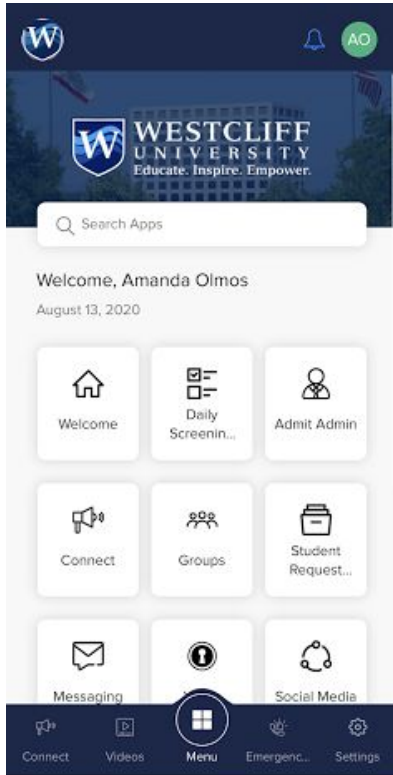 W
AO
W
WESTCLIFF
UNIVERSITY
Educate. Inspire. Empower.
Search Apps
Welcome, Amanda Olmos
August 13, 2020
Welcome
Daily
Screenin...
Admit Admin
Connect
Groups
Student
Request...
Messaging
Social Media
Connect
Videos
Menu
Emergenc...
Settings